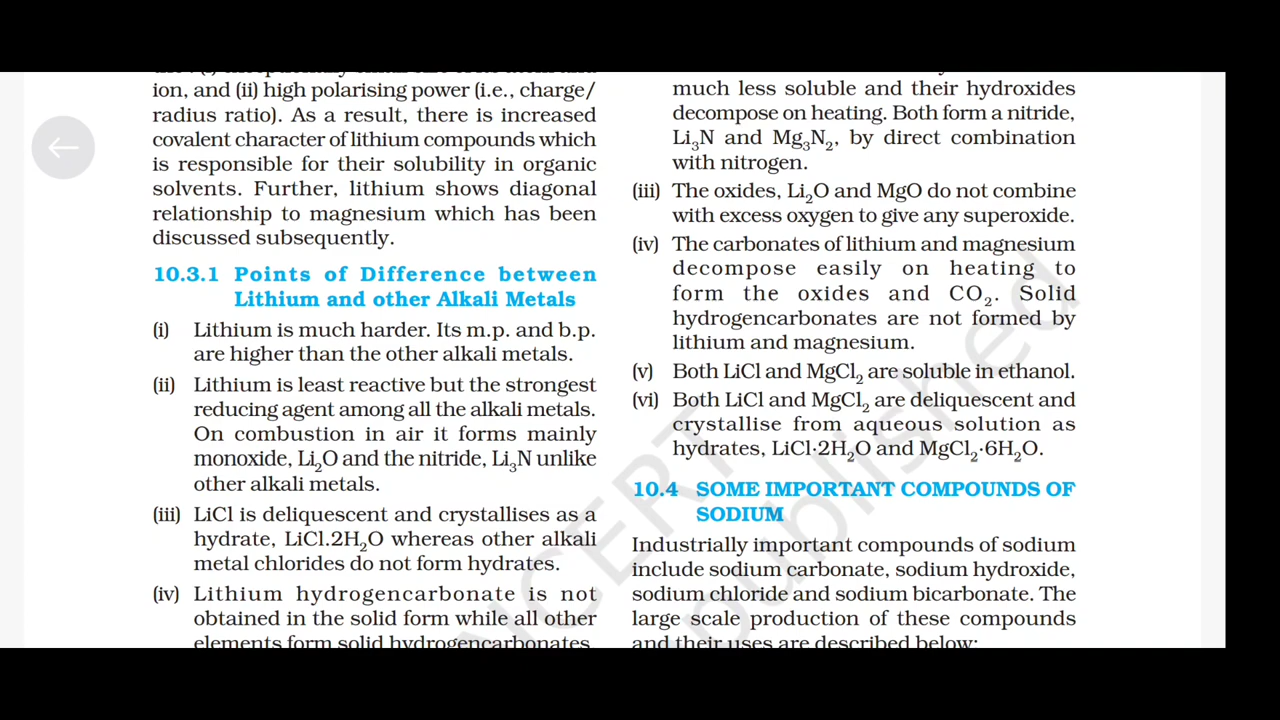 ion, and (ii) high polarising power (i.e., charge/
radius ratio). As a result, there is increased
covalent character of lithium compounds which
is responsible for their solubility in organic
solvents. Further, lithium shows diagonal
relationship to magnesium which has been
discussed subsequently.
10.3.1 Points of Difference between
Lithium and other Alkali Metals
(i) Lithium is much harder. Its m.p. and b.p.
are higher than the other alkali metals.
(ii) Lithium is least reactive but the strongest
reducing agent among all the alkali metals.
On combustion in air it forms mainly
monoxide, Li₂O and the nitride, Li₃N unlike
other alkali metals.
(iii) LiCl is deliquescent and crystallises as a
hydrate, LiCl.2H₂O whereas other alkali
metal chlorides do not form hydrates.
(iv) Lithium hydrogencarbonate is not
obtained in the solid form while all other
elements form solid hydrogencarbonates.
much less soluble and their hydroxides
decompose on heating. Both form a nitride,
Li₃N and Mg₃N₂, by direct combination
with nitrogen.
(iii) The oxides, Li₂O and MgO do not combine
with excess oxygen to give any superoxide.
(iv) The carbonates of lithium and magnesium
decompose easily on heating to
form the oxides and CO₂. Solid
hydrogencarbonates are not formed by
lithium and magnesium.
(v) Both LiCl and MgCl₂ are soluble in ethanol.
(vi) Both LiCl and MgCl₂ are deliquescent and
crystallise from aqueous solution as
hydrates, LiCl·2H₂O and MgCl₂·6H₂O.
10.4 SOME IMPORTANT COMPOUNDS OF
SODIUM
Industrially important compounds of sodium
include sodium carbonate, sodium hydroxide,
sodium chloride and sodium bicarbonate. The
large scale production of these compounds
and their uses are described below:
NCERT
published